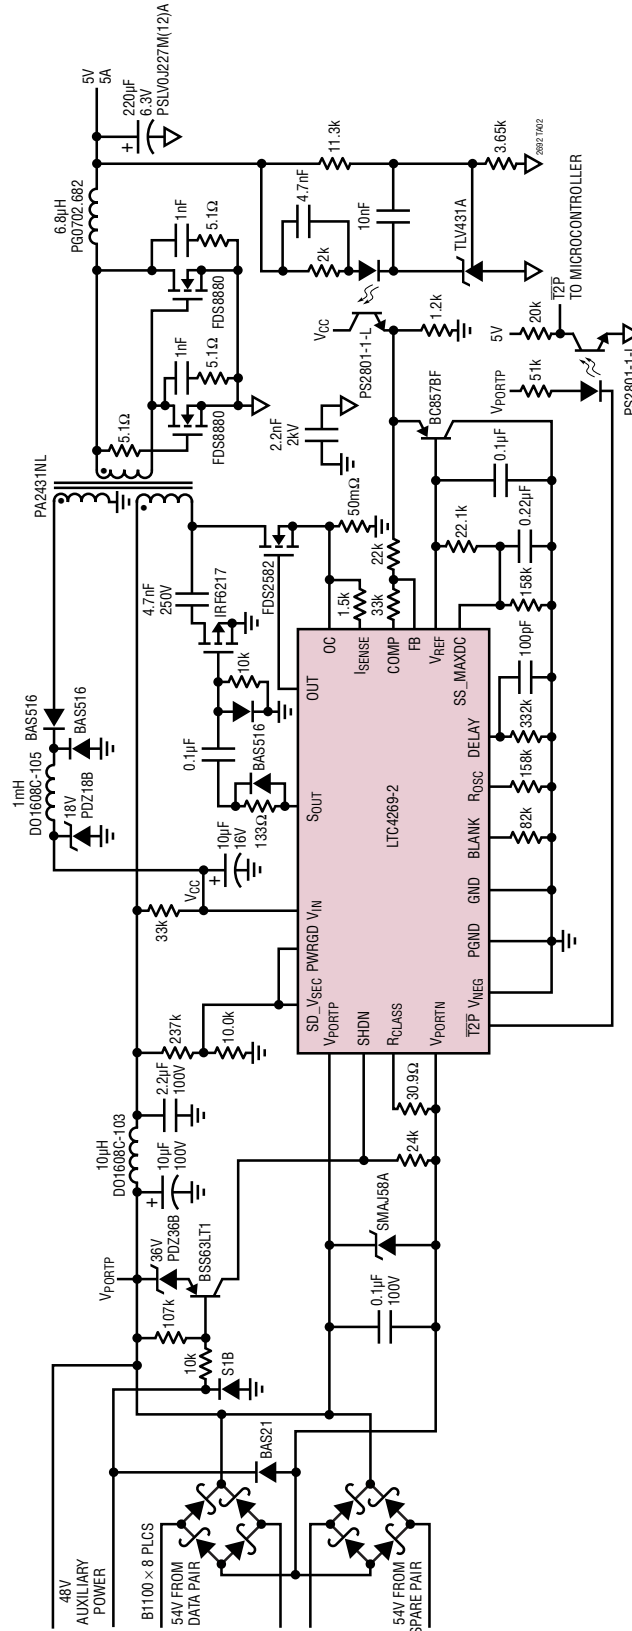 48V
AUXILIARY
POWER
B1100 × 8 PLCS
54V FROM
DATA PAIR
54V FROM
SPARE PAIR
BAS21
S1B
10k
107k
VPORTP
36V
PDZ36B
BSS63LT1
10µH
DO1608C-103
+
10µF
100V
2.2µF
100V
237k
10.0k
33k
VCC
+
10µF
16V
1mH
DO1608C-105
18V
PDZ18B
BAS516
BAS516
PA2431NL
0.1µF
100V
SMAJ58A
24k
30.9Ω
VPORTP
SHDN
RCLASS
VPORTN
SD_VSEC
PWRGD
VIN
SOUT
OUT
OC
ISENSE
COMP
FB
VREF
SS_MAXDC
DELAY
ROSC
BLANK
GND
PGND
VNEG
T2P
LTC4269-2
133Ω
BAS516
0.1µF
10k
IRF6217
4.7nF
250V
FDS2582
50mΩ
1.5k
33k
22k
22.1k
0.1µF
0.22µF
158k
100pF
332k
158k
82k
BC857BF
5.1Ω
FDS8880
1nF
5.1Ω
FDS8880
1nF
5.1Ω
6.8µH
PG0702.682
5V
5A
+
220µF
6.3V
PSLV0J227M(12)A
2.2nF
2kV
VCC
PS2801-1-L
1.2k
2k
4.7nF
10nF
11.3k
3.65k
TLV431A
VPORTP
51k
5V
20k
T2P
TO MICROCONTROLLER
PS2801-1-L
2692 TA02